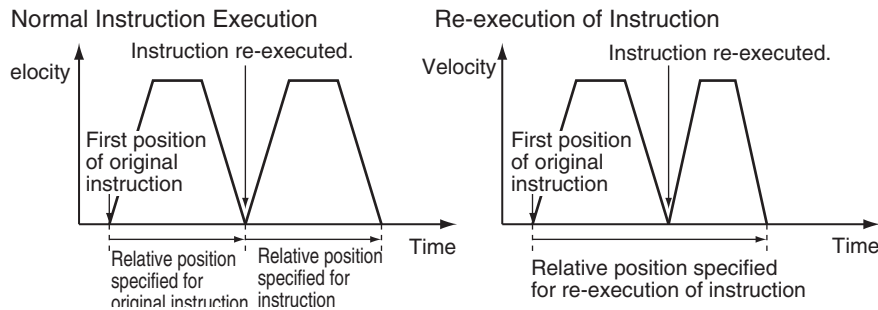 Normal Instruction Execution
Instruction re-executed.
elocity
First position
of original
instruction
Time
Relative position
specified for
original instruction
Relative position
specified for
instruction
Re-execution of Instruction
Instruction re-executed.
Velocity
First position
of original
instruction
Time
Relative position specified
for re-execution of instruction